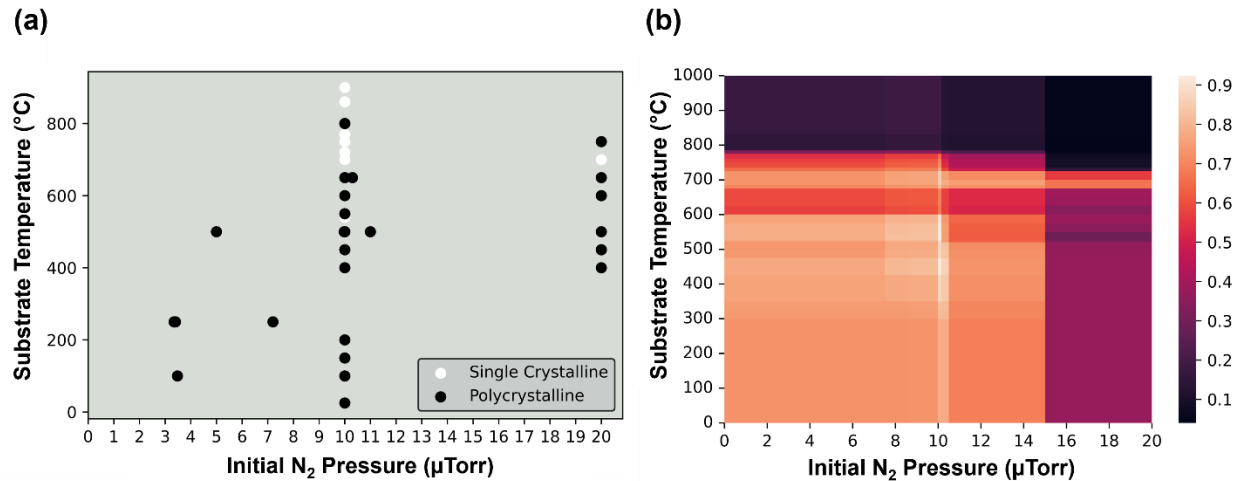 (a)
Substrate Temperature (°C)
800
600
400
200
0
0 1 2 3 4 5 6 7 8 9 10 11 12 13 14 15 16 17 18 19 20
Initial N₂ Pressure (μTorr)
Single Crystalline
Polycrystalline
(b)
Substrate Temperature (°C)
1000
900
800
700
600
500
400
300
200
100
0
0 2 4 6 8 10 12 14 16 18 20
Initial N₂ Pressure (μTorr)
0.9
0.8
0.7
0.6
0.5
0.4
0.3
0.2
0.1